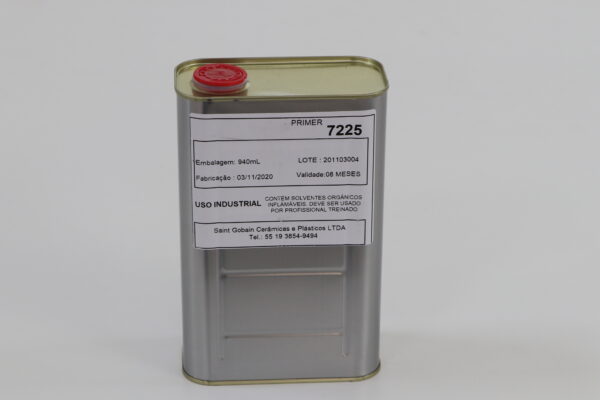 PRIMER 7225
Embalagem: 940mL LOTE : 201103004
Fabricação : 03/11/2020 Validade:06 MESES
USO INDUSTRIAL
CONTÉM SOLVENTES ORGÂNICOS
INFLAMÁVEIS. DEVE SER USADO
POR PROFISSIONAL TREINADO.
Saint Gobain Cerâmicas e Plásticos LTDA
Tel.: 55 19 3854-9494